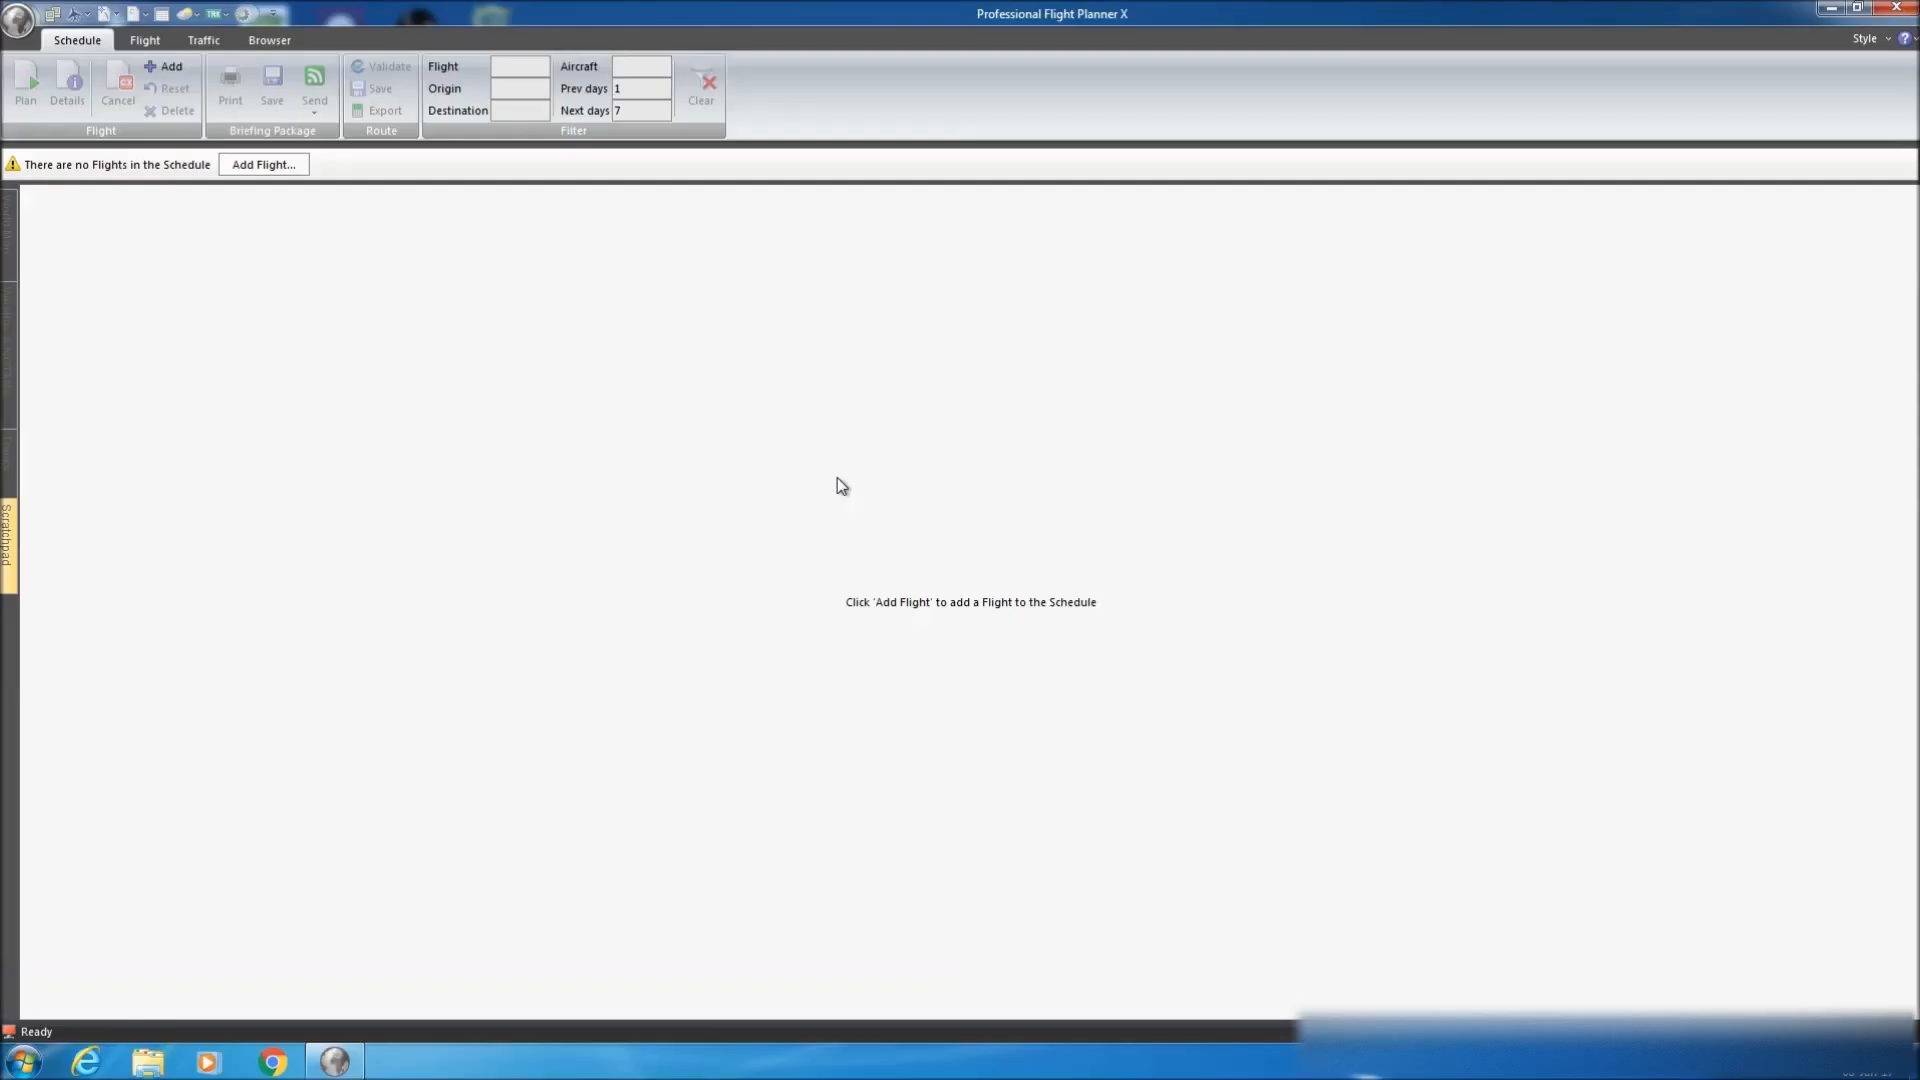 TRK
Professional Flight Planner X
Schedule Flight Traffic Browser
Style
Plan Details Cancel
Add
Reset
Delete
Flight
Print Save Send
Briefing Package
Validate
Save
Export
Route
Flight
Origin
Destination
Aircraft
Prev days 1
Next days 7
Clear
Filter
There are no Flights in the Schedule Add Flight...
Scratchpad
Click 'Add Flight' to add a Flight to the Schedule
Ready